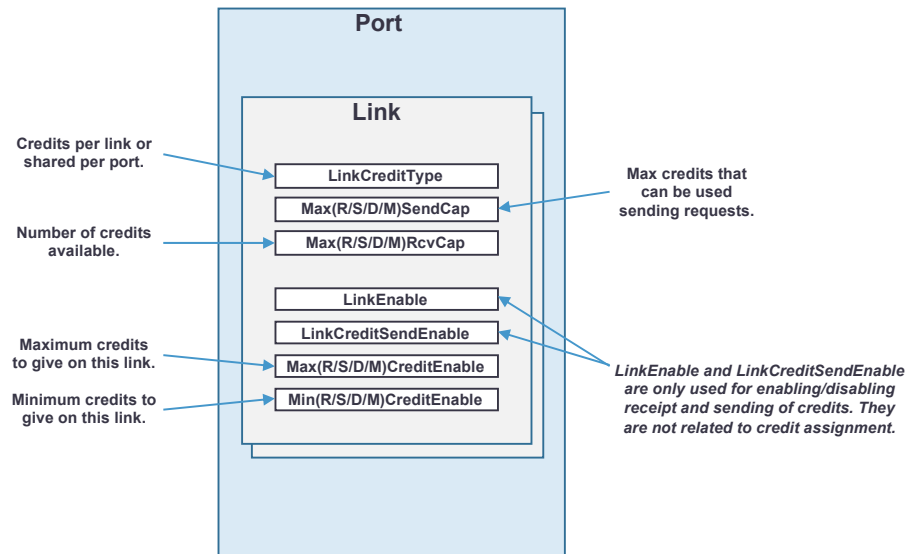 Port
Link
Credits per link or
shared per port.
LinkCreditType
Max(R/S/D/M)SendCap
Max credits that
can be used
sending requests.
Number of credits
available.
Max(R/S/D/M)RcvCap
LinkEnable
LinkCreditSendEnable
Maximum credits
to give on this link.
Max(R/S/D/M)CreditEnable
Minimum credits to
give on this link.
Min(R/S/D/M)CreditEnable
LinkEnable and LinkCreditSendEnable
are only used for enabling/disabling
receipt and sending of credits. They
are not related to credit assignment.